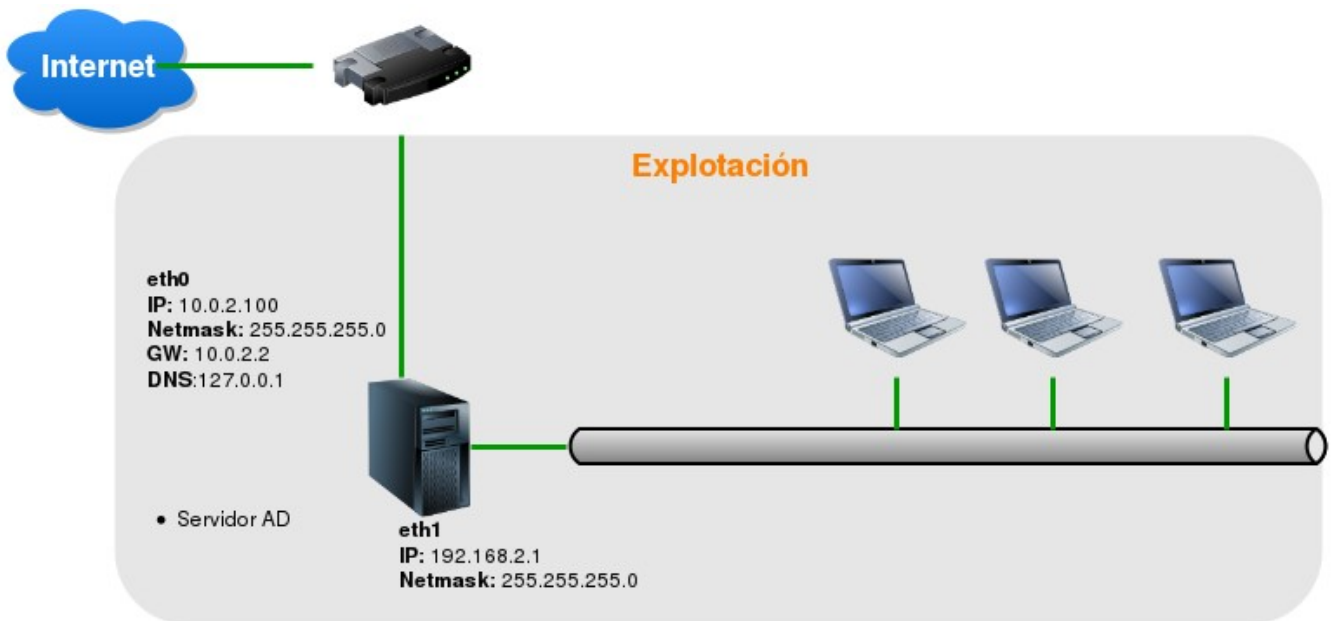 Internet
Explotación
eth0
IP: 10.0.2.100
Netmask: 255.255.255.0
GW: 10.0.2.2
DNS:127.0.0.1
• Servidor AD
eth1
IP: 192.168.2.1
Netmask: 255.255.255.0